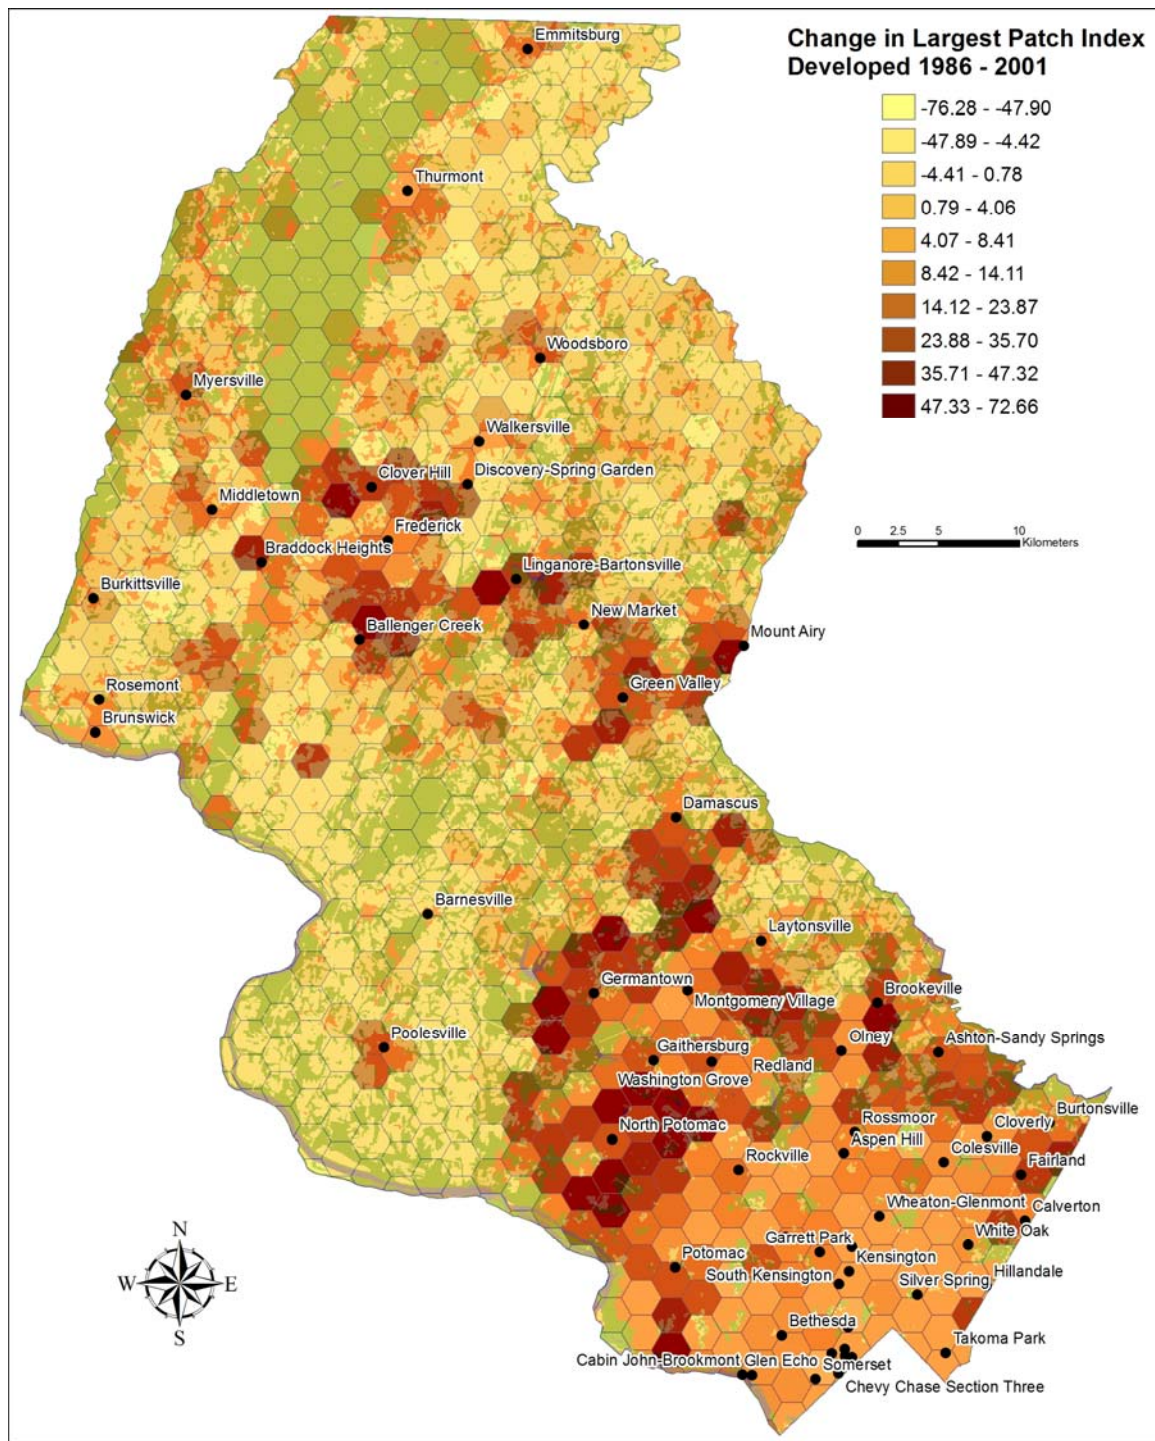 Change in Largest Patch Index
Developed 1986 - 2001
-76.28 - -47.90
-47.89 - -4.42
-4.41 - 0.78
0.79 - 4.06
4.07 - 8.41
8.42 - 14.11
14.12 - 23.87
23.88 - 35.70
35.71 - 47.32
47.33 - 72.66
Emmitsburg
Thurmont
Woodsboro
Myersville
Walkersville
Clover Hill
Discovery-Spring Garden
Middletown
Frederick
0 2.5 5 10
Kilometers
Braddock Heights
Linganore-Bartonsville
Burkittsville
New Market
Ballenger Creek
Mount Airy
Rosemont
Green Valley
Brunswick
Damascus
Barnesville
Laytonsville
Germantown
Montgomery Village
Brookeville
Poolesville
Olney
Ashton-Sandy Springs
Gaithersburg
Redland
Washington Grove
Burtonsville
Rossmoor
Cloverly
North Potomac
Aspen Hill
Colesville
Rockville
Fairland
Wheaton-Glenmont
Calverton
White Oak
Garrett Park
Potomac
Kensington
South Kensington
Hillandale
Silver Spring
Bethesda
Takoma Park
Cabin John-Brookmont
Glen Echo
Somerset
Chevy Chase Section Three
N
W
E
S